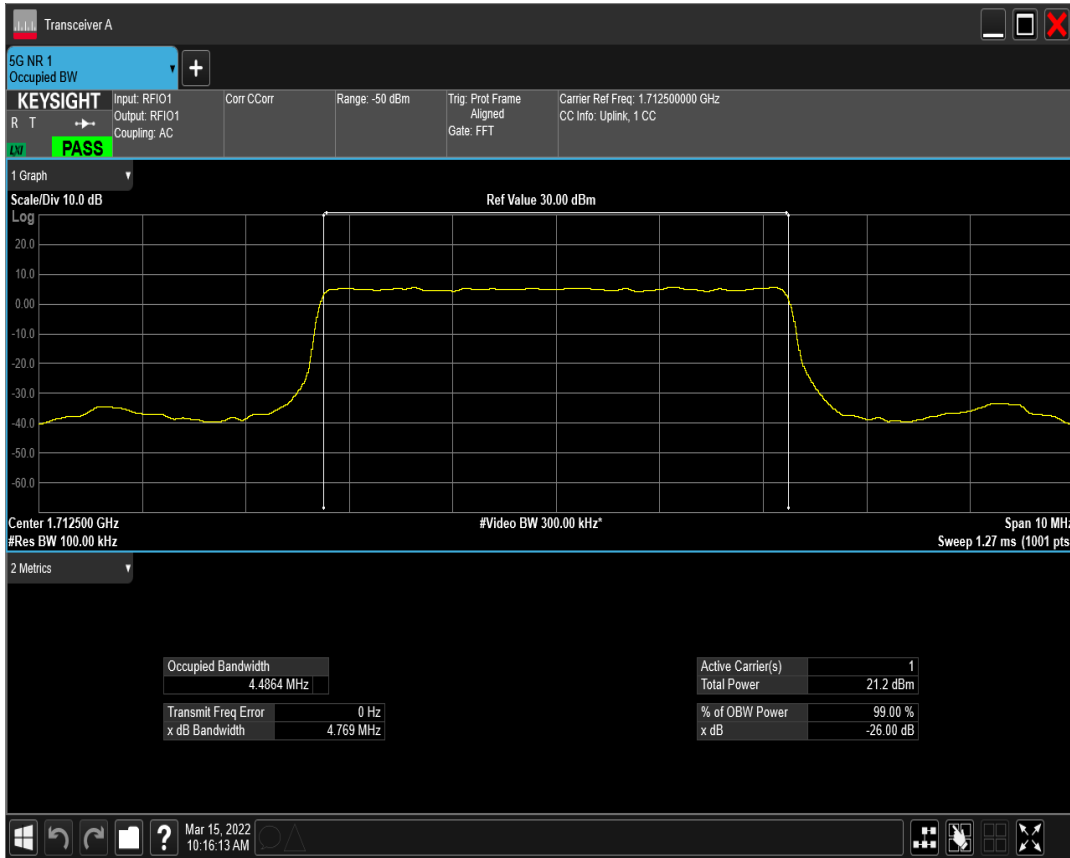 Transceiver A
5G NR 1
Occupied BW
KEYSIGHT
R T
LXI
PASS
Input: RFIO1
Output: RFIO1
Coupling: AC
Corr CCorr
Range: -50 dBm
Trig: Prot Frame
Aligned
Gate: FFT
Carrier Ref Freq: 1.712500000 GHz
CC Info: Uplink, 1 CC
1 Graph
Scale/Div 10.0 dB
Ref Value 30.00 dBm
Log
20.0
10.0
0.00
-10.0
-20.0
-30.0
-40.0
-50.0
-60.0
Center 1.712500 GHz
#Video BW 300.00 kHz*
Span 10 MHz
#Res BW 100.00 kHz
Sweep 1.27 ms (1001 pts
2 Metrics
Occupied Bandwidth
4.4864 MHz
Transmit Freq Error 0 Hz
x dB Bandwidth 4.769 MHz
Active Carrier(s) 1
Total Power 21.2 dBm
% of OBW Power 99.00 %
x dB -26.00 dB
?
Mar 15, 2022
10:16:13 AM